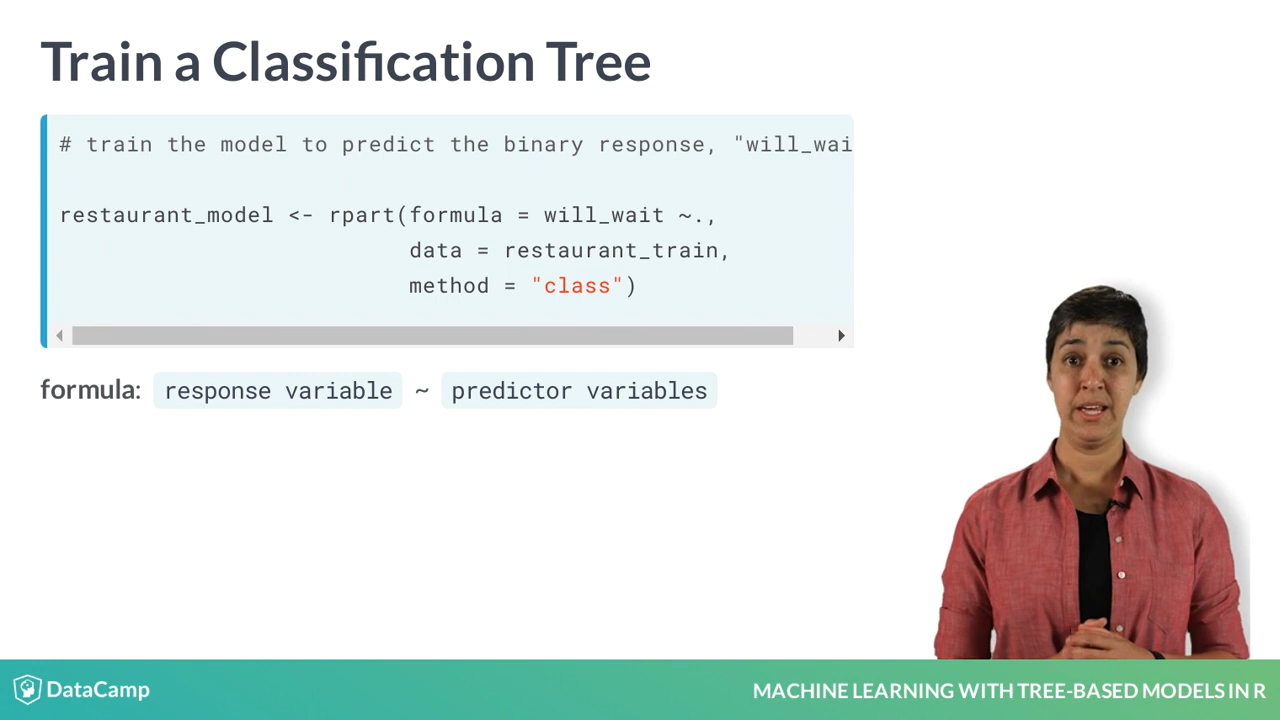 Train a Classification Tree
# train the model to predict the binary response, "will_wai
restaurant_model <- rpart(formula = will_wait ~.,
data = restaurant_train,
method = "class")
formula: response variable ~ predictor variables
DataCamp
MACHINE LEARNING WITH TREE-BASED MODELS IN R